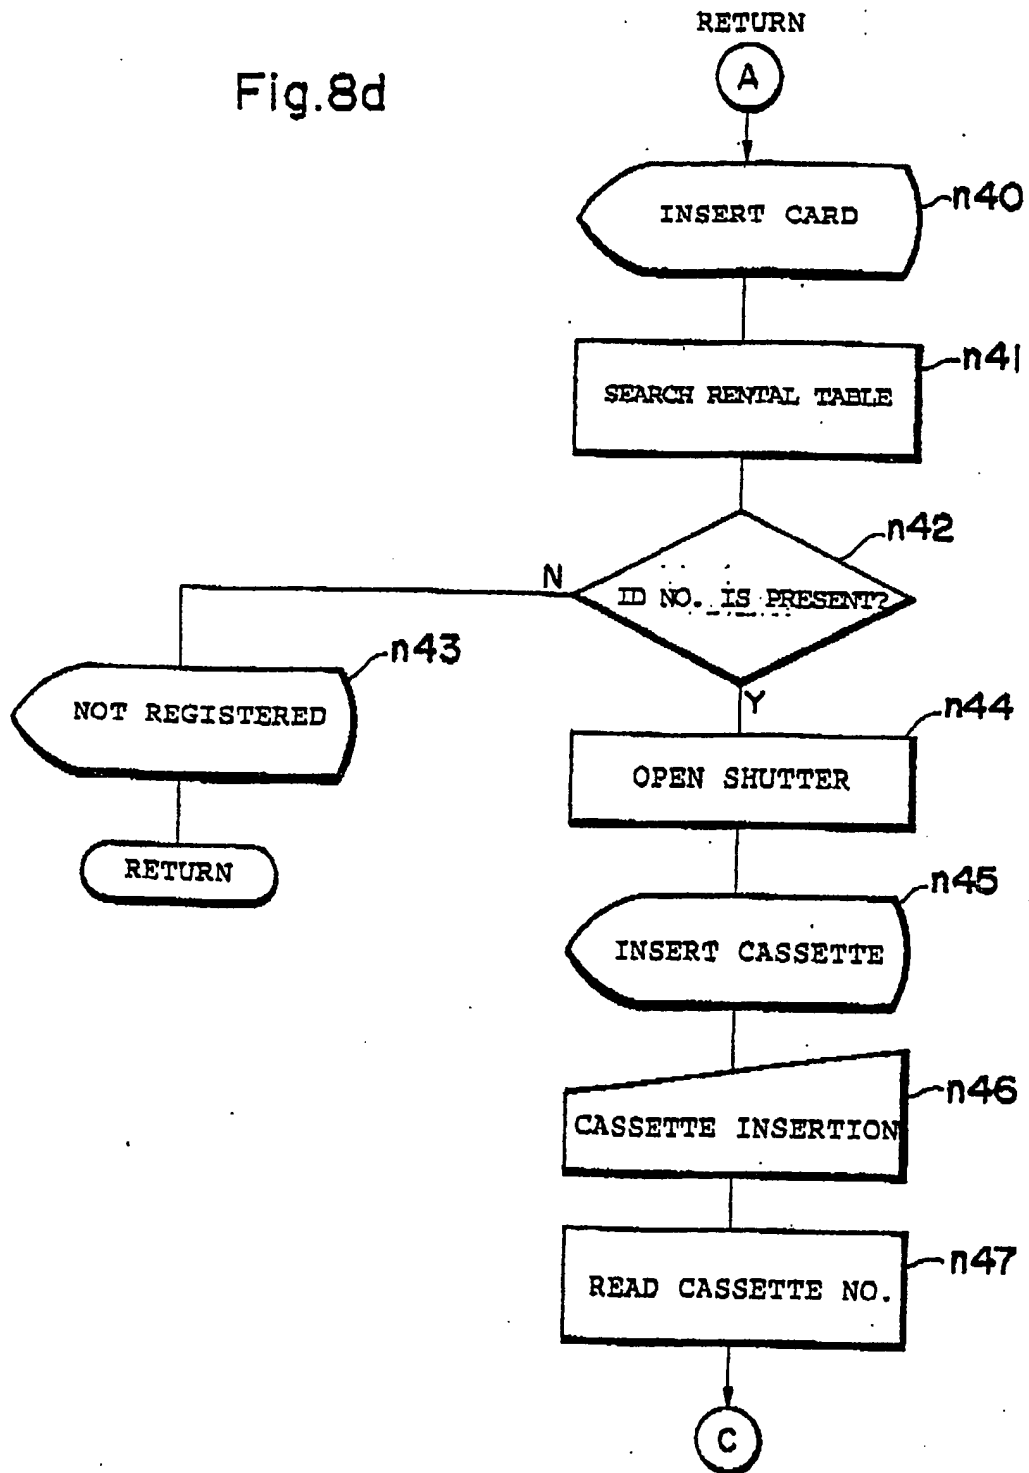 RETURN
Fig.8d
A
INSERT CARD
n40
SEARCH RENTAL TABLE
n41
n42
N
ID NO. IS PRESENT?
n43
NOT REGISTERED
Y
n44
OPEN SHUTTER
RETURN
n45
INSERT CASSETTE
n46
CASSETTE INSERTION
n47
READ CASSETTE NO.
C